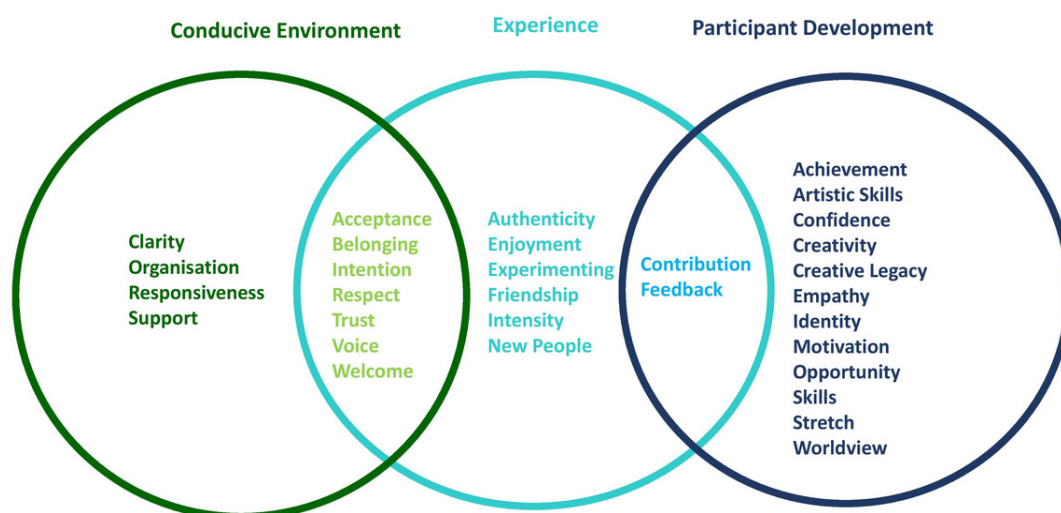 Conducive Environment
Experience
Participant Development
Clarity
Organisation
Responsiveness
Support
Acceptance
Belonging
Intention
Respect
Trust
Voice
Welcome
Authenticity
Enjoyment
Experimenting
Friendship
Intensity
New People
Contribution
Feedback
Achievement
Artistic Skills
Confidence
Creativity
Creative Legacy
Empathy
Identity
Motivation
Opportunity
Skills
Stretch
Worldview